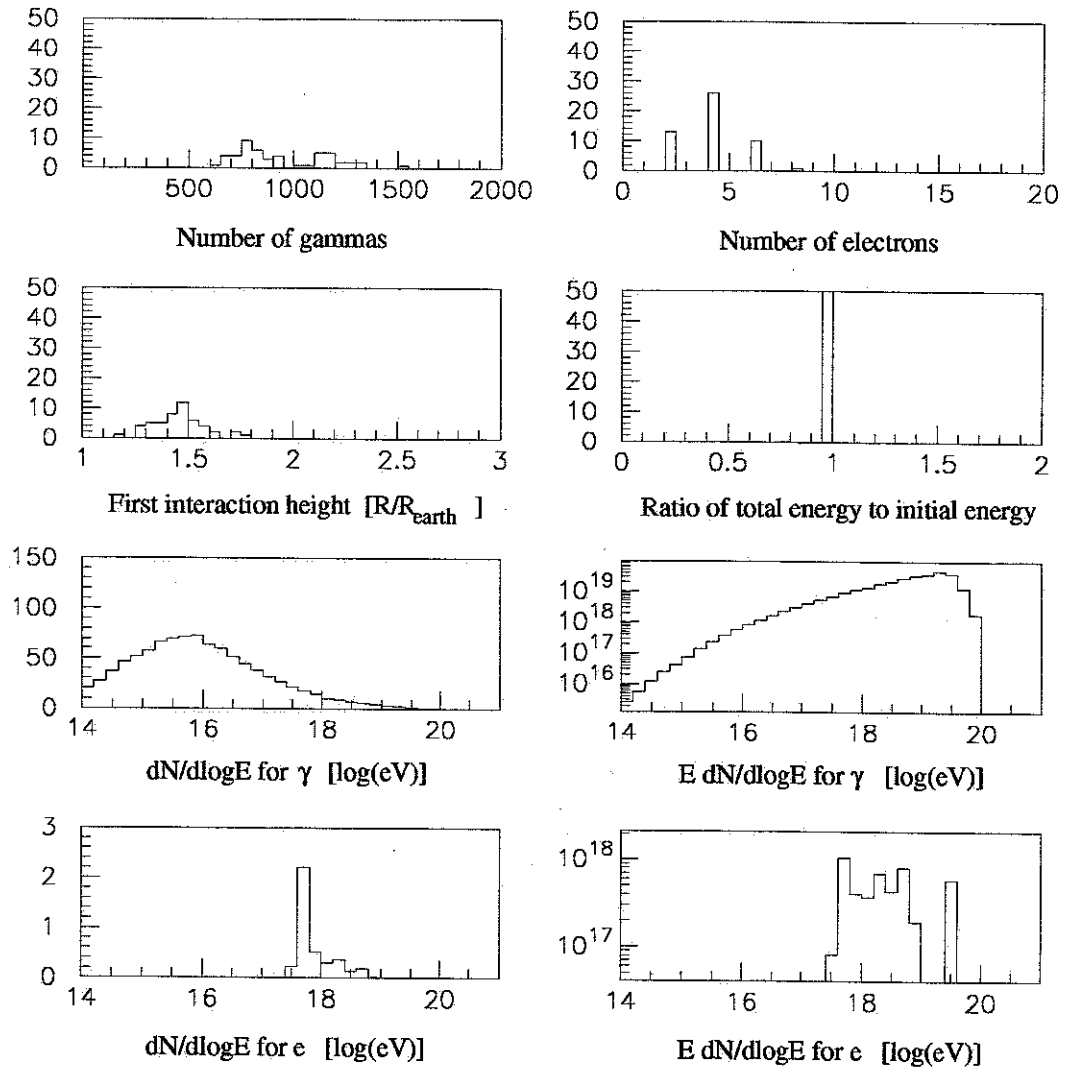 50
40
30
20
10
0
500 1000 1500 2000
Number of gammas
50
40
30
20
10
0
0 5 10 15 20
Number of electrons
50
40
30
20
10
0
1 1.5 2 2.5 3
First interaction height [R/R_earth ]
50
40
30
20
10
0
0 0.5 1 1.5 2
Ratio of total energy to initial energy
150
100
50
0
14 16 18 20
dN/dlogE for γ [log(eV)]
10^19
10^18
10^17
10^16
14 16 18 20
E dN/dlogE for γ [log(eV)]
3
2
1
0
14 16 18 20
dN/dlogE for e [log(eV)]
10^18
10^17
14 16 18 20
E dN/dlogE for e [log(eV)]